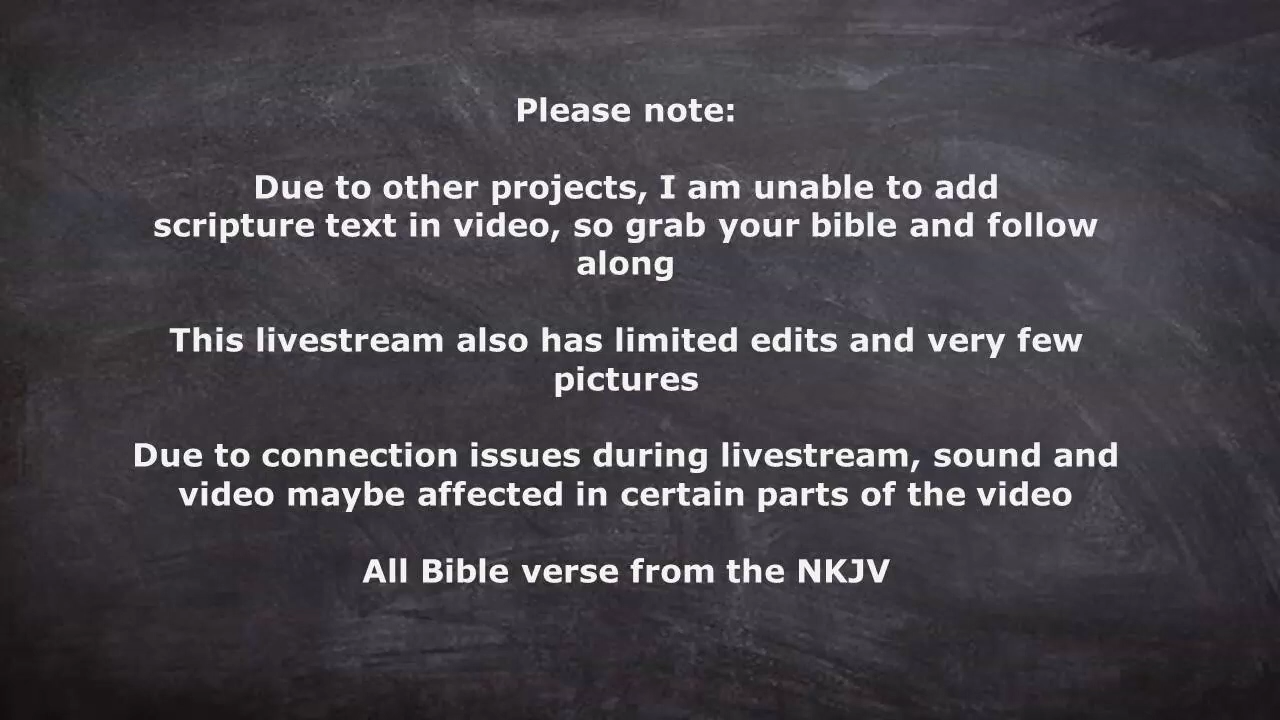 Please note:
Due to other projects, I am unable to add
scripture text in video, so grab your bible and follow
along
This livestream also has limited edits and very few
pictures
Due to connection issues during livestream, sound and
video maybe affected in certain parts of the video
All Bible verse from the NKJV